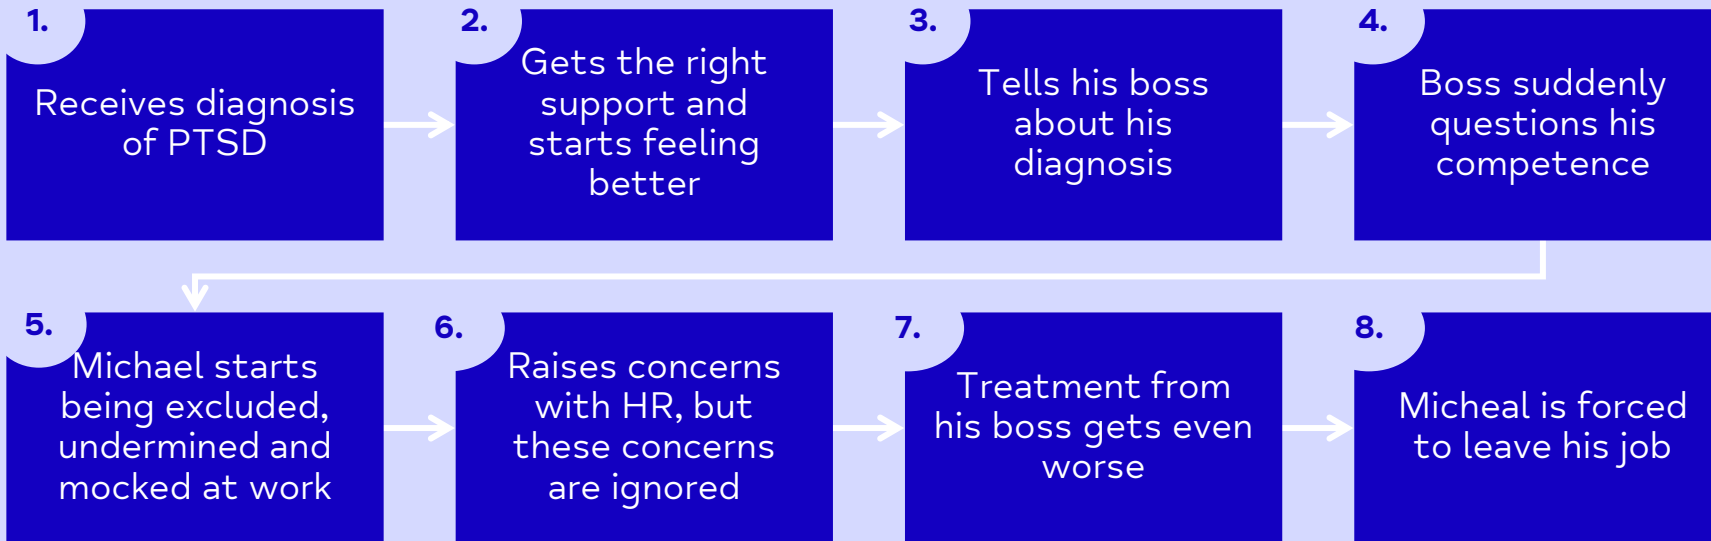 1.
Receives diagnosis
of PTSD
2.
Gets the right
support and
starts feeling
better
3.
Tells his boss
about his
diagnosis
4.
Boss suddenly
questions his
competence
5.
Michael starts
being excluded,
undermined and
mocked at work
6.
Raises concerns
with HR, but
these concerns
are ignored
7.
Treatment from
his boss gets even
worse
8.
Micheal is forced
to leave his job